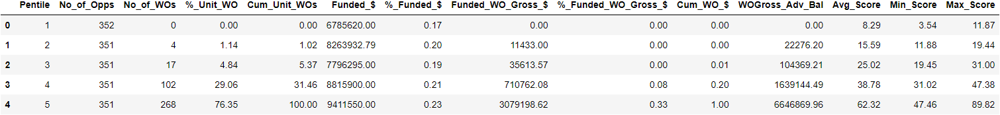 Pentile No_of_Opps No_of_WOs %_Unit_WO Cum_Unit_WOs Funded_$ %_Funded_$ Funded_WO_Gross_$ %_Funded_WO_Gross_$ Cum_WO_$ WOGross_Adv_Bal Avg_Score Min_Score Max_Score
0 1 352 0 0.00 0.00 6785620.00 0.17 0.00 0.00 0.00 0.00 8.29 3.54 11.87
1 2 351 4 1.14 1.02 8263932.79 0.20 11433.00 0.00 0.00 22276.20 15.59 11.88 19.44
2 3 351 17 4.84 5.37 7796295.00 0.19 35613.57 0.00 0.01 104369.21 25.02 19.45 31.00
3 4 351 102 29.06 31.46 8815900.00 0.21 710762.08 0.08 0.20 1639144.49 38.78 31.02 47.38
4 5 351 268 76.35 100.00 9411550.00 0.23 3079198.62 0.33 1.00 6646869.96 62.32 47.46 89.82